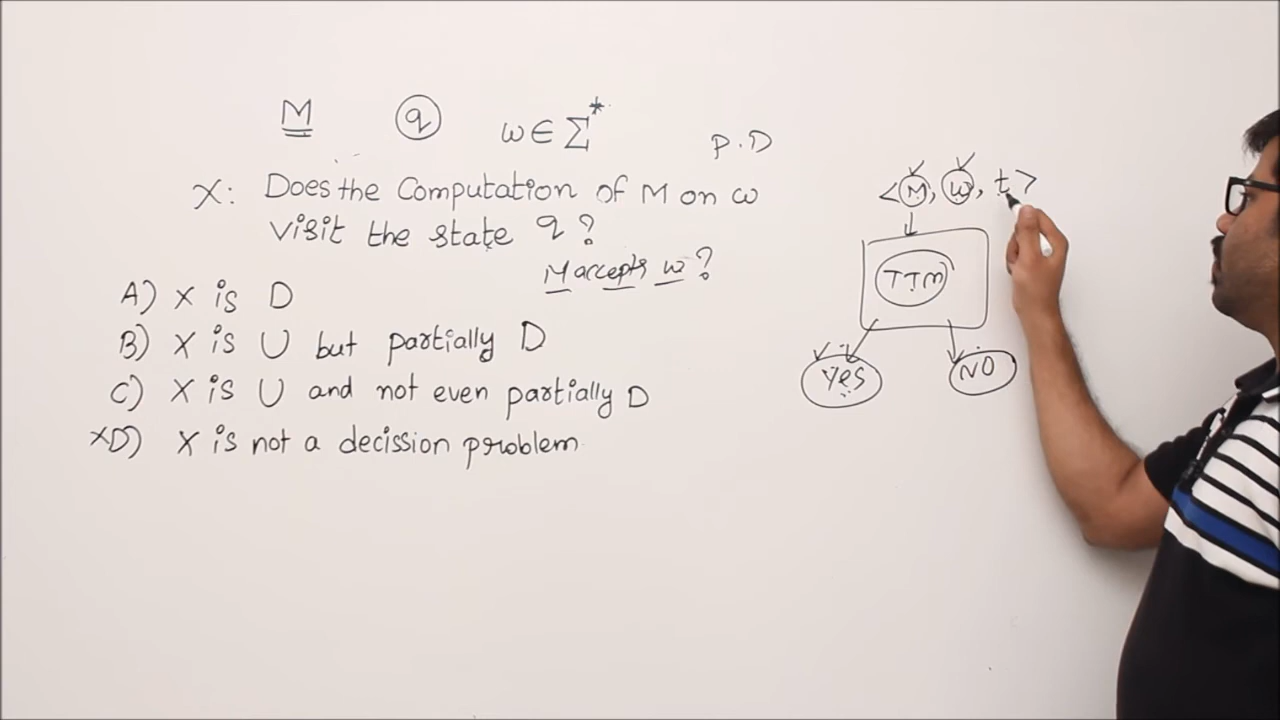 M q w ∈ Σ*
P.D
X: Does the Computation of M on w
visit the state q?
M accepts w?
A) X is D
B) X is U but partially D
C) X is U and not even partially D
XD) X is not a decission problem
<M, w, t>
TTM
Yes NO